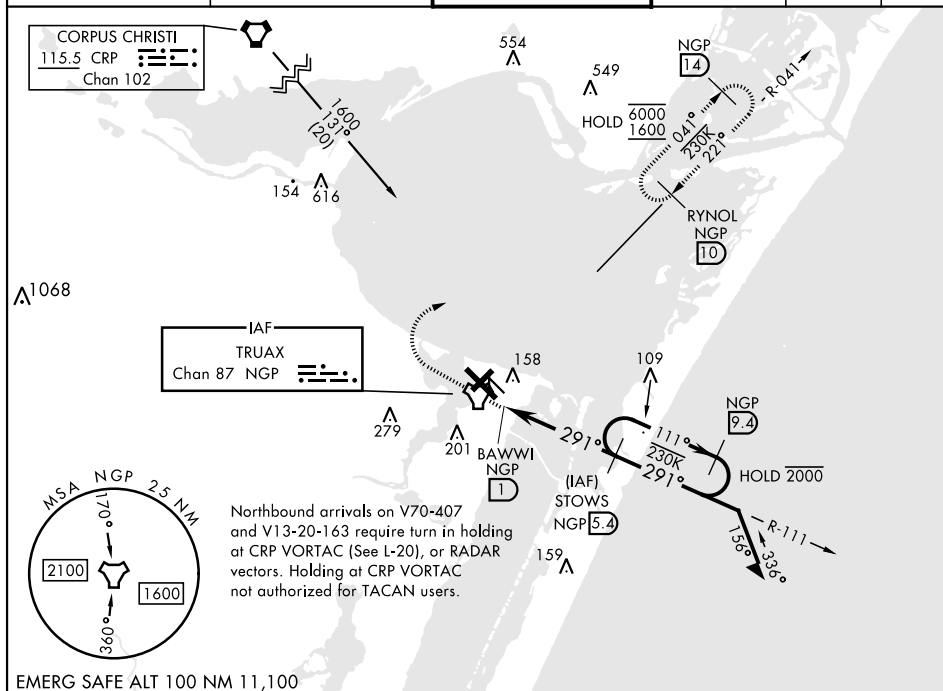 CORPUS CHRISTI
115.5 CRP
Chan 102
1600
131°
(20)
554
549
NGP
14
R-041
HOLD 6000
1600
041°
230K
221°
RYNOL
NGP
10
154
616
1068
IAF
TRUAX
Chan 87 NGP
158
109
279
201
BAWWI
NGP
1
291°
111°
230K
291°
NGP
9.4
HOLD 2000
(IAF)
STOWS
NGP 5.4
159
R-111
156°
336°
MSA NGP 25 NM
170°
2100
1600
360°
Northbound arrivals on V70-407
and V13-20-163 require turn in holding
at CRP VORTAC (See L-20), or RADAR
vectors. Holding at CRP VORTAC
not authorized for TACAN users.
EMERG SAFE ALT 100 NM 11,100